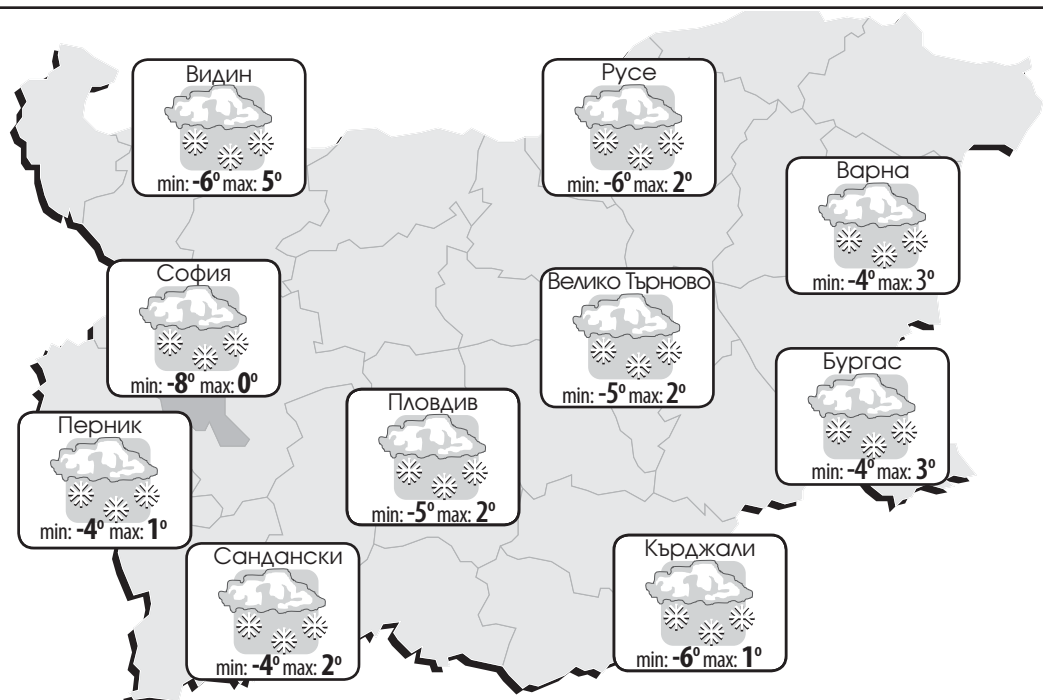 Видин
min: -6° max: 5°
Русе
min: -6° max: 2°
Варна
min: -4° max: 3°
София
min: -8° max: 0°
Велико Търново
min: -5° max: 2°
Бургас
min: -4° max: 3°
Пловдив
min: -5° max: 2°
Перник
min: -4° max: 1°
Сандански
min: -4° max: 2°
Кърджали
min: -6° max: 1°